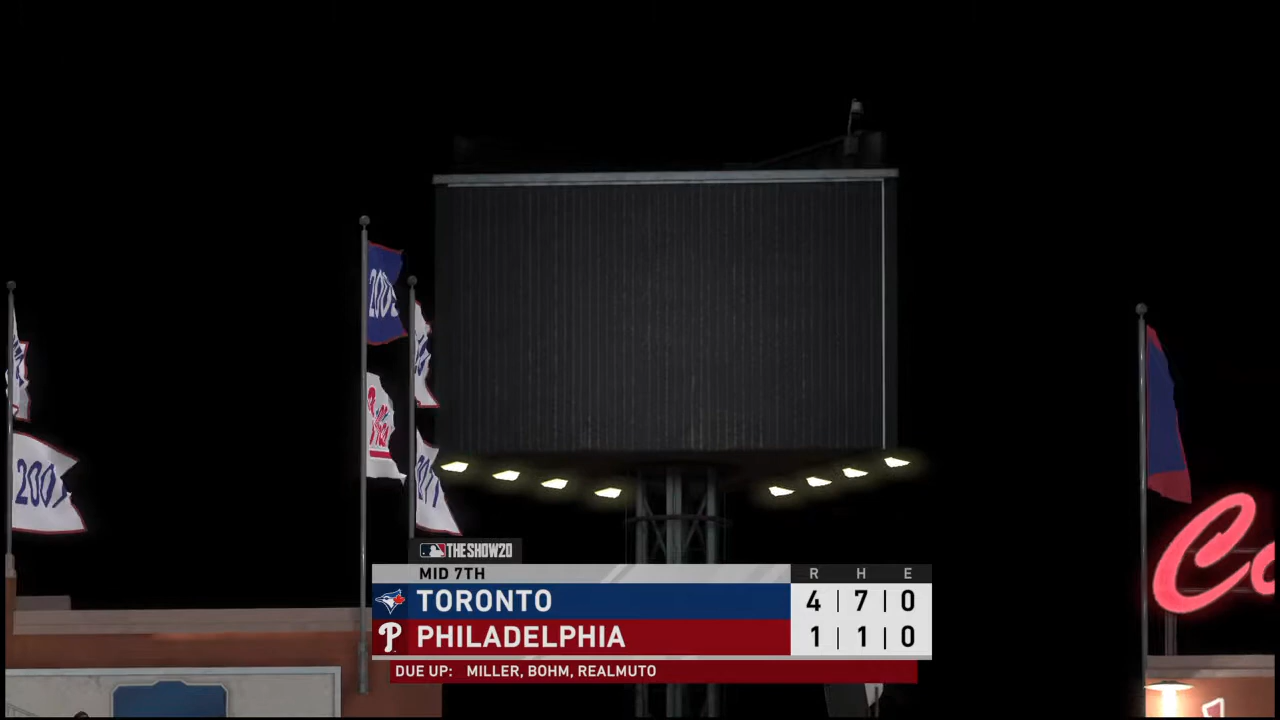 THE SHOW 20
MID 7TH
R H E
TORONTO 4 7 0
PHILADELPHIA 1 1 0
DUE UP: MILLER, BOHM, REALMUTO